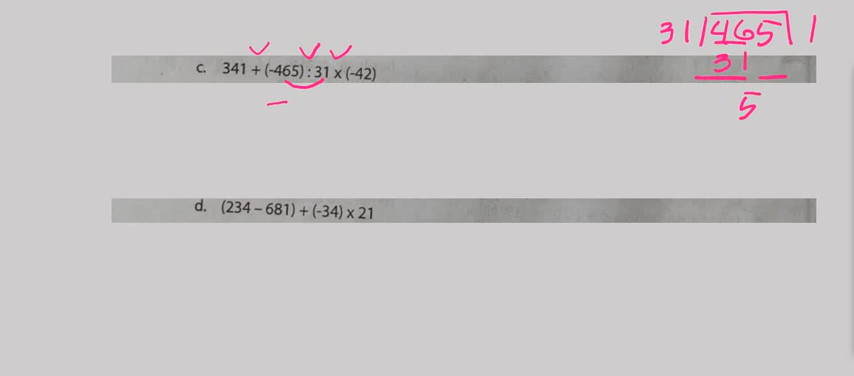 31 465 1
c. 341 + (-465) : 31 x (-42)
31
5
d. (234 – 681) + (-34) x 21